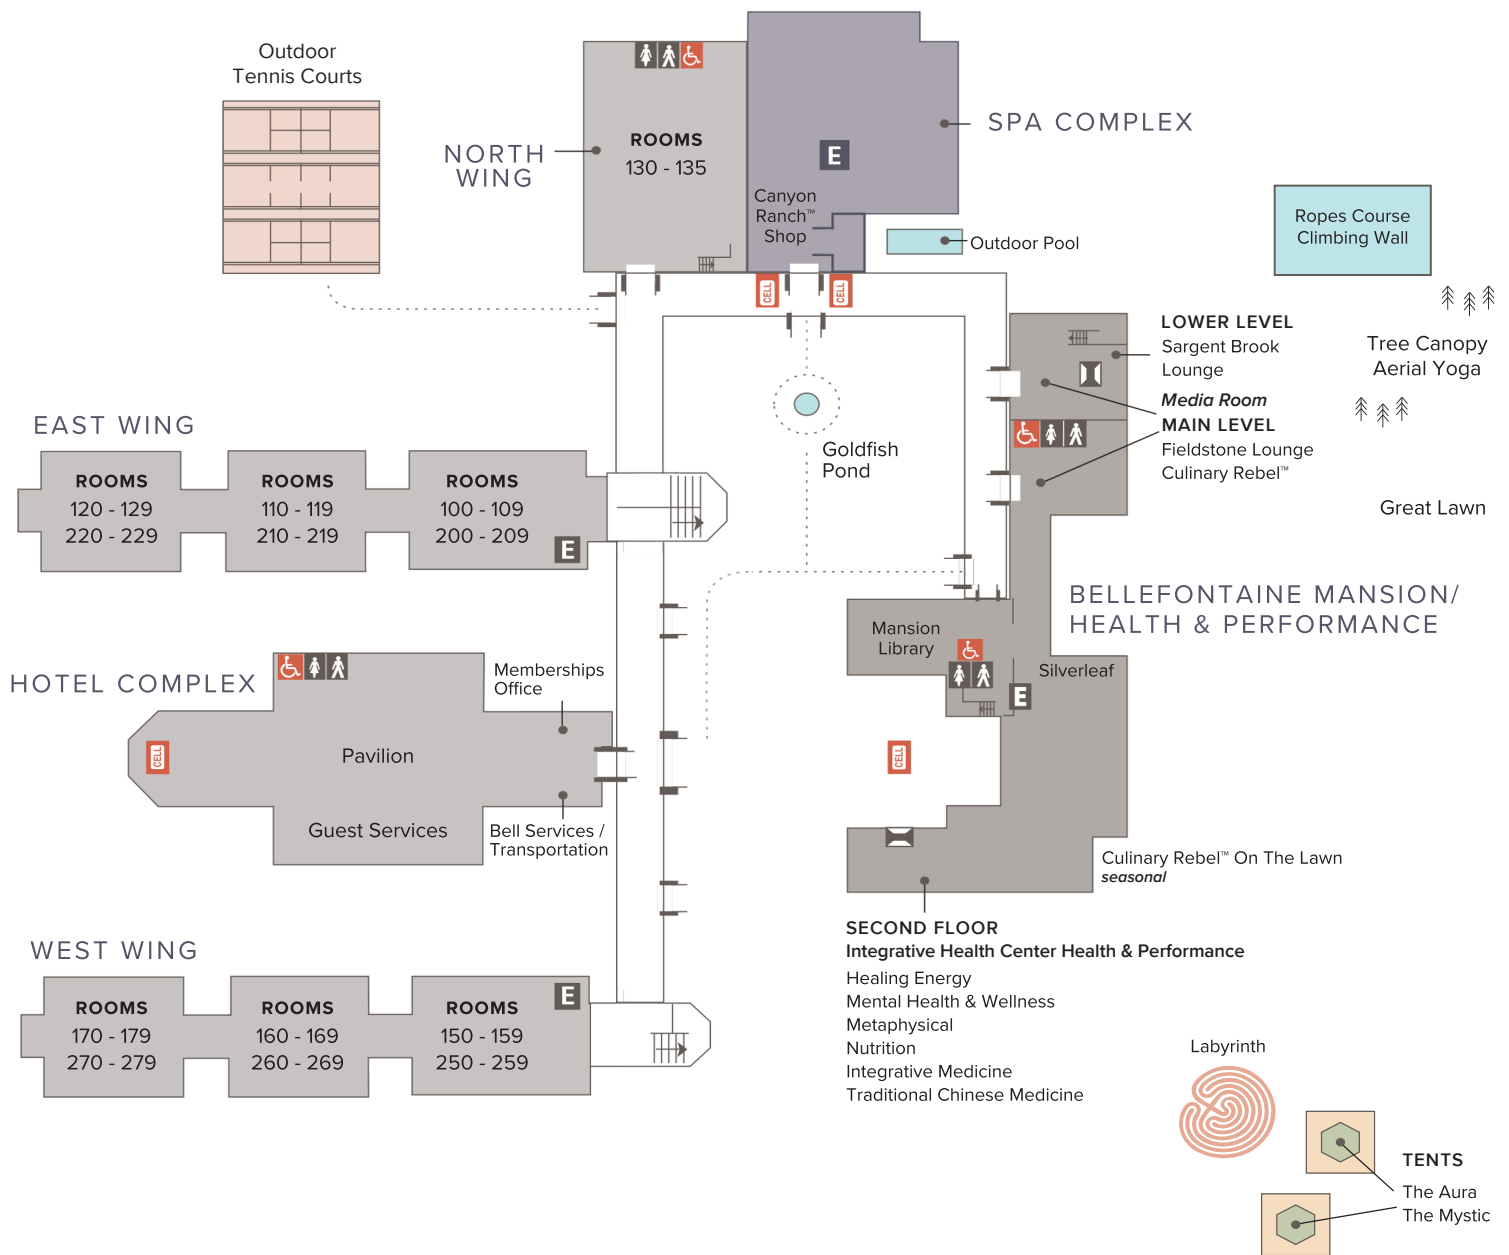 Outdoor
Tennis Courts
NORTH
WING
ROOMS
130 - 135
E
SPA COMPLEX
Canyon
Ranch™
Shop
Outdoor Pool
CELL
CELL
Ropes Course
Climbing Wall
Tree Canopy
Aerial Yoga
LOWER LEVEL
Sargent Brook
Lounge
Media Room
MAIN LEVEL
Fieldstone Lounge
Culinary Rebel™
Great Lawn
Goldfish
Pond
EAST WING
ROOMS
120 - 129
220 - 229
ROOMS
110 - 119
210 - 219
ROOMS
100 - 109
200 - 209
E
BELLEFONTAINE MANSION/
HEALTH & PERFORMANCE
Mansion
Library
Silverleaf
E
CELL
HOTEL COMPLEX
CELL
Pavilion
Guest Services
Memberships
Office
Bell Services /
Transportation
Culinary Rebel™ On The Lawn
seasonal
SECOND FLOOR
Integrative Health Center Health & Performance
Healing Energy
Mental Health & Wellness
Metaphysical
Nutrition
Integrative Medicine
Traditional Chinese Medicine
WEST WING
ROOMS
170 - 179
270 - 279
ROOMS
160 - 169
260 - 269
ROOMS
150 - 159
250 - 259
E
Labyrinth
TENTS
The Aura
The Mystic